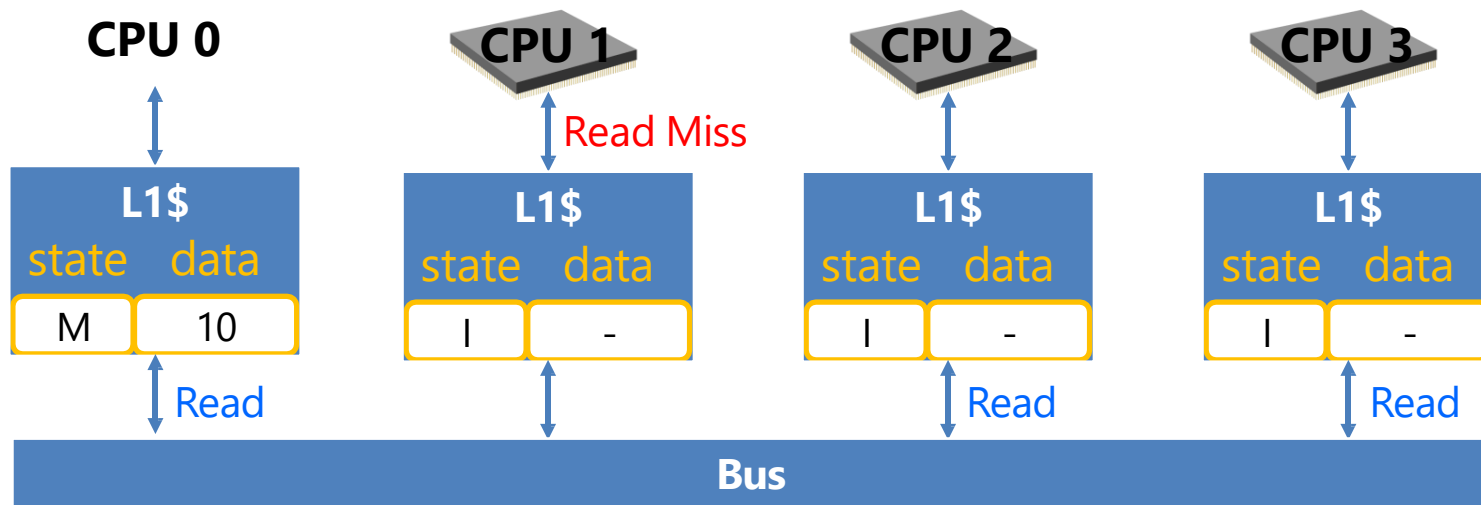 CPU 0
CPU 1
CPU 2
CPU 3
Read Miss
L1$
state data
M 10
L1$
state data
I -
L1$
state data
I -
L1$
state data
I -
Read
Read
Read
Bus